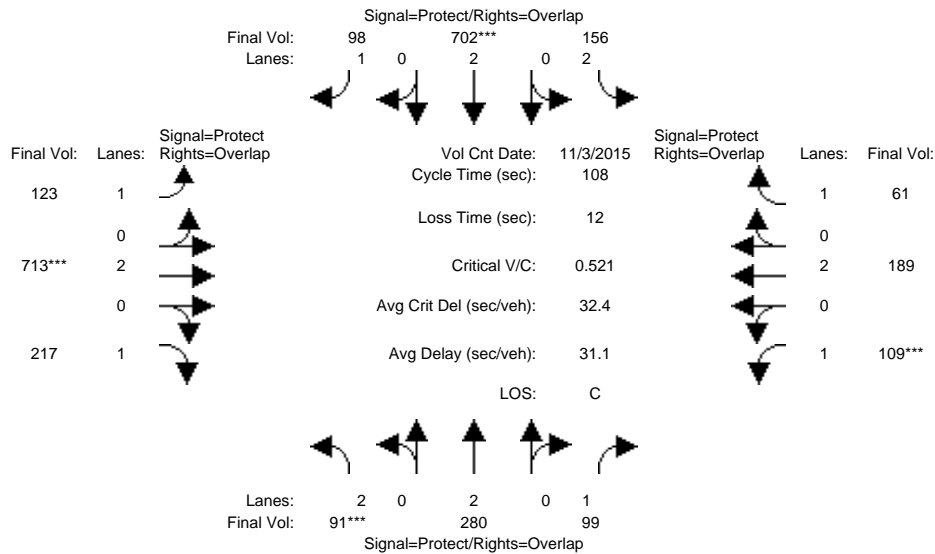 Signal=Protect/Rights=Overlap
Final Vol: 98 702*** 156
Lanes: 1 0 2 0 2
Signal=Protect
Final Vol: Lanes: Rights=Overlap
Vol Cnt Date: 11/3/2015
Signal=Protect
Rights=Overlap Lanes: Final Vol:
Cycle Time (sec): 108
123 1
1 61
Loss Time (sec): 12
0
0
713*** 2
Critical V/C: 0.521
2 189
0
Avg Crit Del (sec/veh): 32.4
0
217 1
Avg Delay (sec/veh): 31.1
1 109***
LOS: C
Lanes: 2 0 2 0 1
Final Vol: 91*** 280 99
Signal=Protect/Rights=Overlap